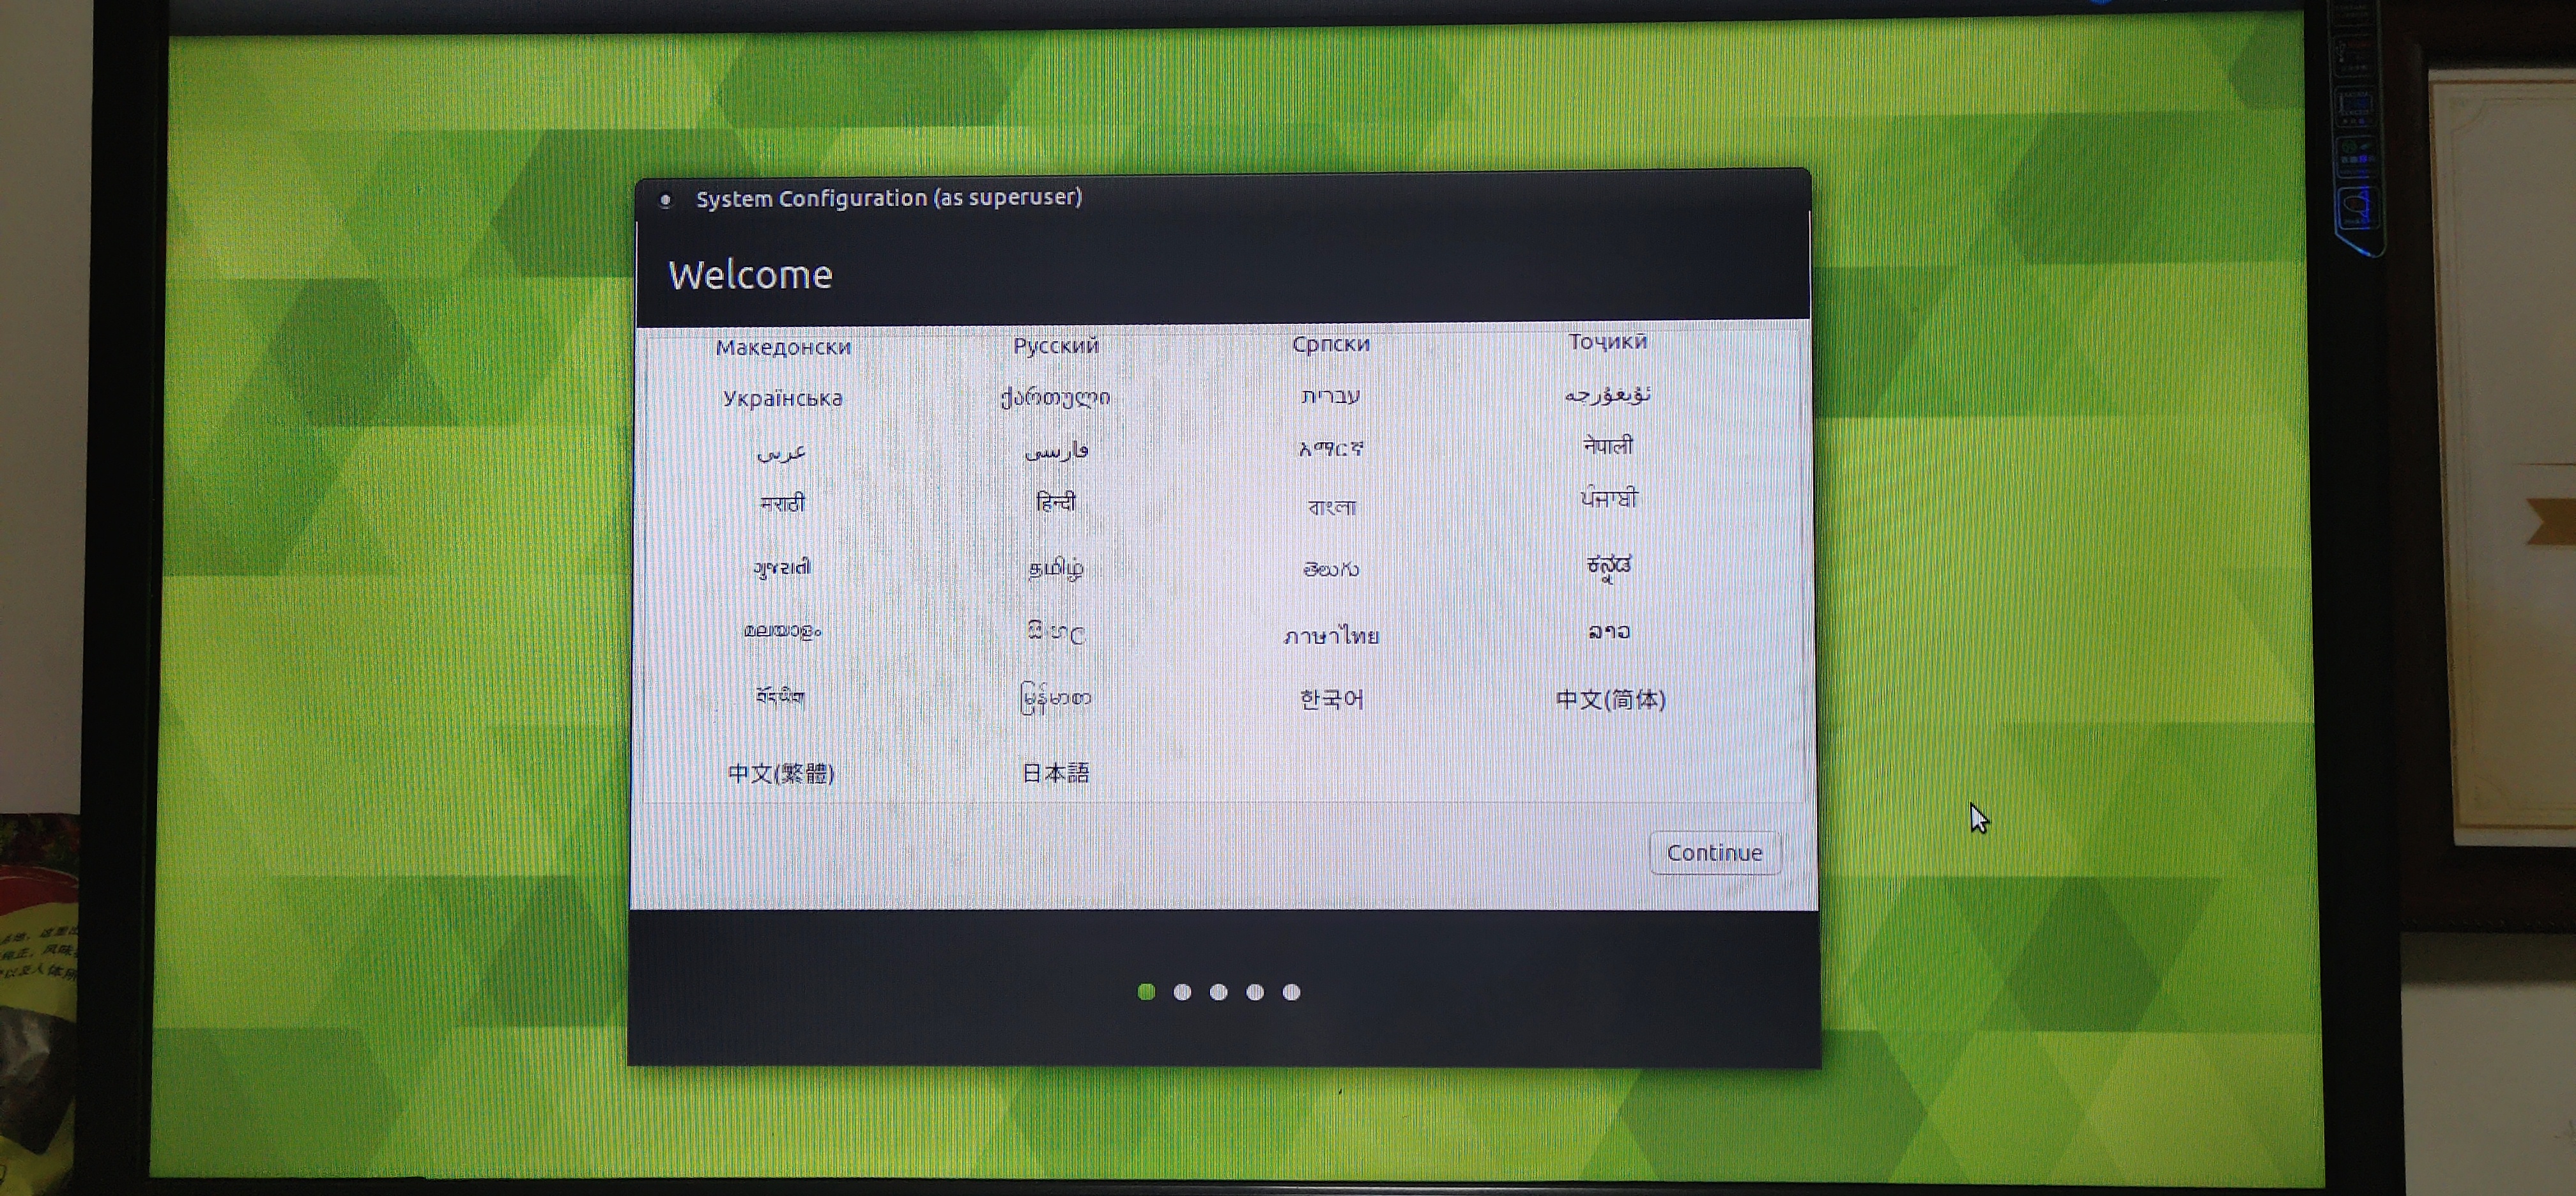 System Configuration (as superuser)
Welcome
Македонски Русский Српски Тоҷикӣ
Українська ქართული עברית ئۇيغۇرچە
عربي فارسی አማርኛ नेपाली
मराठी हिन्दी বাংলা ਪੰਜਾਬੀ
ગુજરાતી தமிழ் తెలుగు ಕನ್ನಡ
മലയാളം සිංහල ภาษาไทย ລາວ
བོད་ཡིག မြန်မာစာ 한국어 中文(简体)
中文(繁體) 日本語
Continue